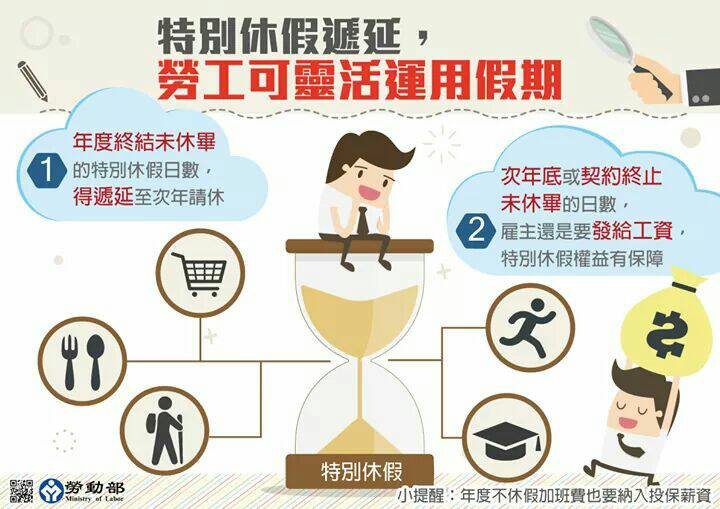 特別休假遞延，
勞工可靈活運用假期
1
年度終結未休畢
的特別休假日數，
得遞延至次年請休
2
次年底或契約終止
未休畢的日數，
雇主還是要發給工資，
特別休假權益有保障
$
特別休假
勞動部
Ministry of Labor
小提醒：年度不休假加班費也要納入投保薪資